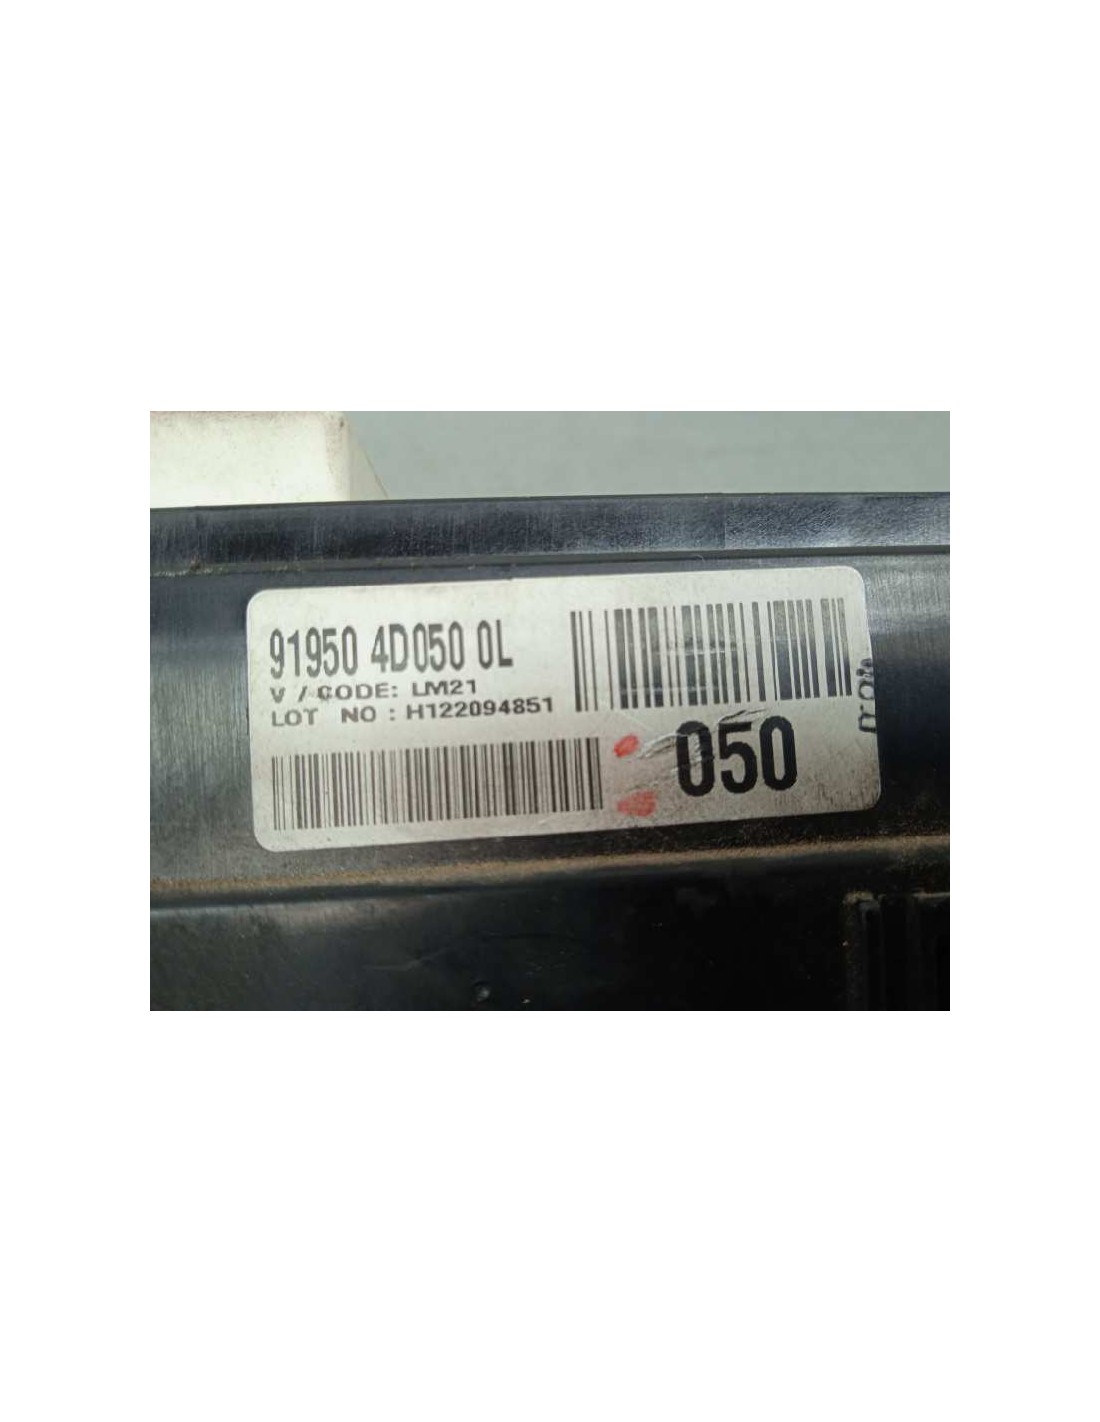 91950 4D050 0L
V / CODE: LM21
LOT NO : H122094851
050